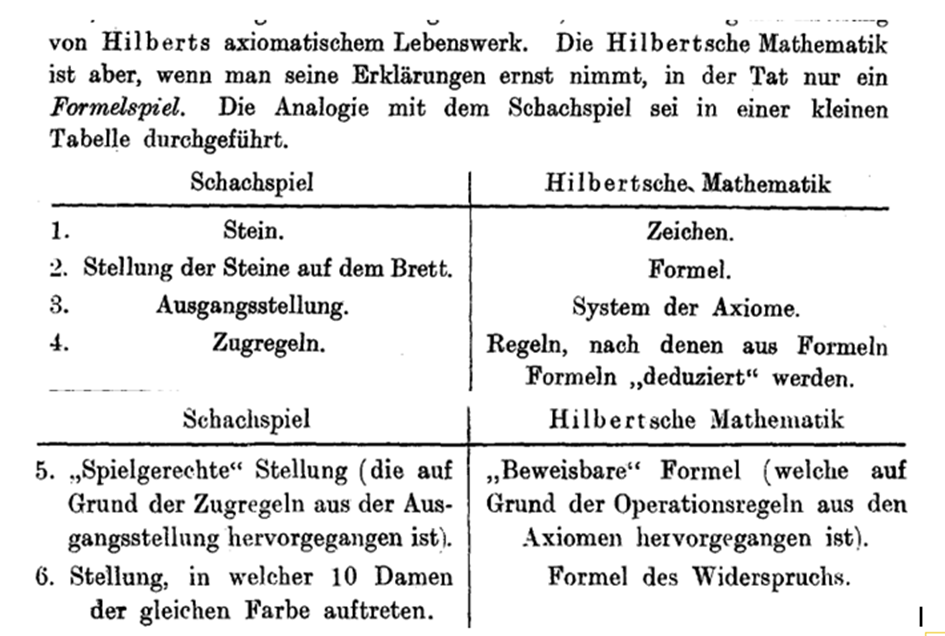 von Hilberts axiomatischem Lebenswerk. Die Hilbertsche Mathematik
ist aber, wenn man seine Erklärungen ernst nimmt, in der Tat nur ein
Formelspiel. Die Analogie mit dem Schachspiel sei in einer kleinen
Tabelle durchgeführt.
Schachspiel Hilbertsche Mathematik
1. Stein. Zeichen.
2. Stellung der Steine auf dem Brett. Formel.
3. Ausgangsstellung. System der Axiome.
4. Zugregeln. Regeln, nach denen aus Formeln
Formeln „deduziert“ werden.
Schachspiel Hilbertsche Mathematik
5. „Spielgerechte“ Stellung (die auf „Beweisbare“ Formel (welche auf
Grund der Zugregeln aus der Aus- Grund der Operationsregeln aus den
gangsstellung hervorgegangen ist). Axiomen hervorgegangen ist).
6. Stellung, in welcher 10 Damen Formel des Widerspruchs.
der gleichen Farbe auftreten.